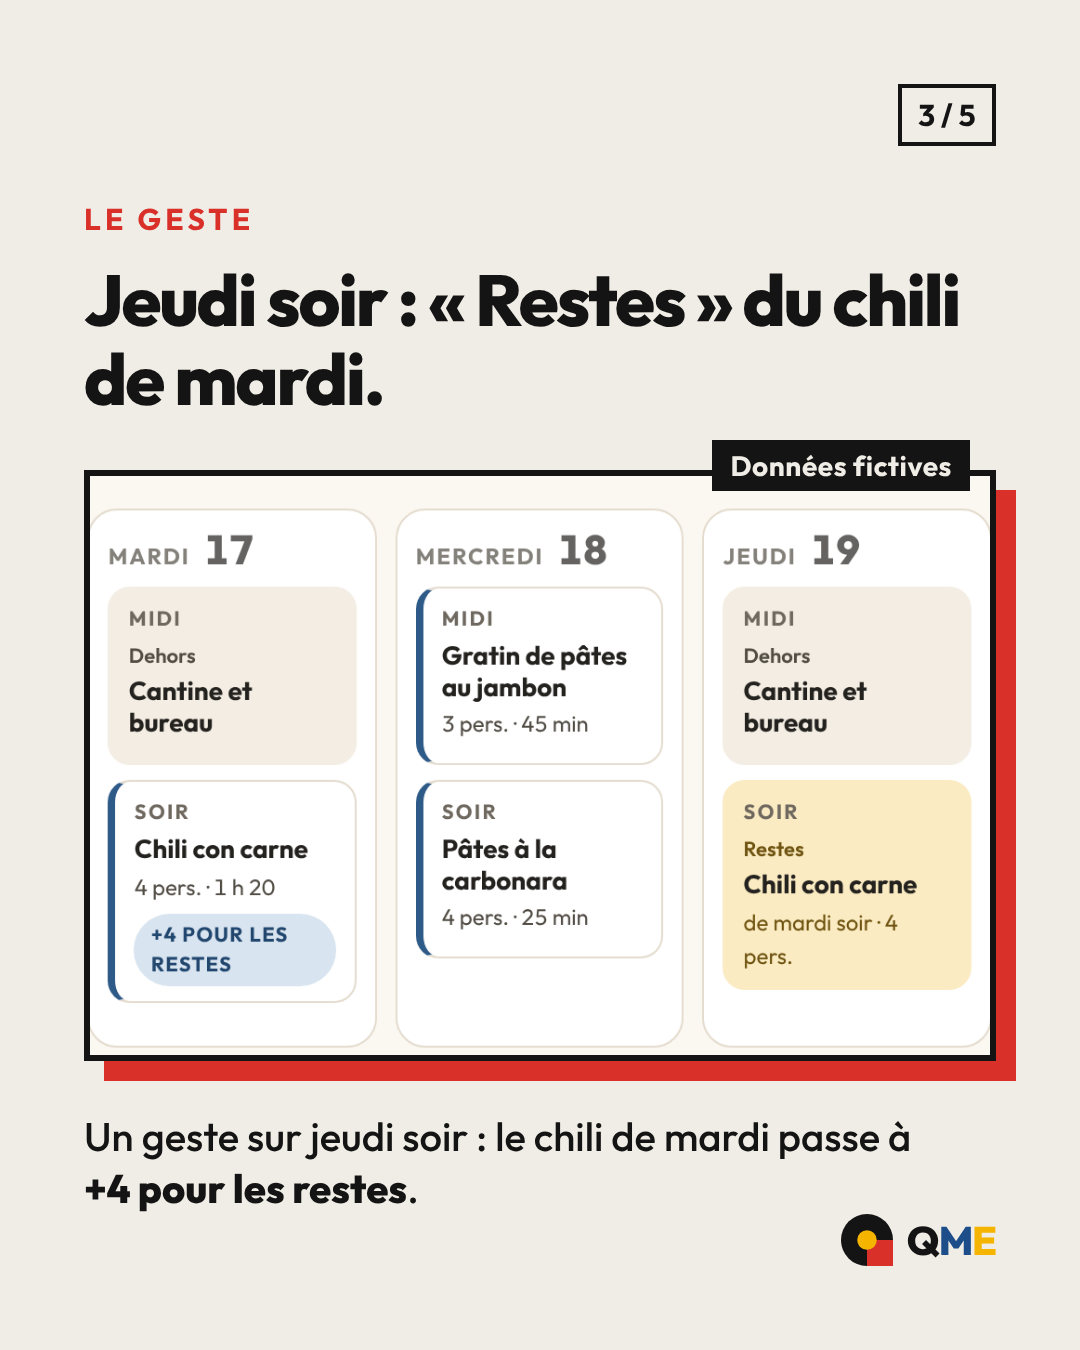 3 / 5
LE GESTE
Jeudi soir : « Restes » du chili
de mardi.
Données fictives
MARDI 17
MIDI
Dehors
Cantine et
bureau
SOIR
Chili con carne
4 pers. · 1 h 20
+4 POUR LES
RESTES
MERCREDI 18
MIDI
Gratin de pâtes
au jambon
3 pers. · 45 min
SOIR
Pâtes à la
carbonara
4 pers. · 25 min
JEUDI 19
MIDI
Dehors
Cantine et
bureau
SOIR
Restes
Chili con carne
de mardi soir · 4
pers.
Un geste sur jeudi soir : le chili de mardi passe à
+4 pour les restes.
QME